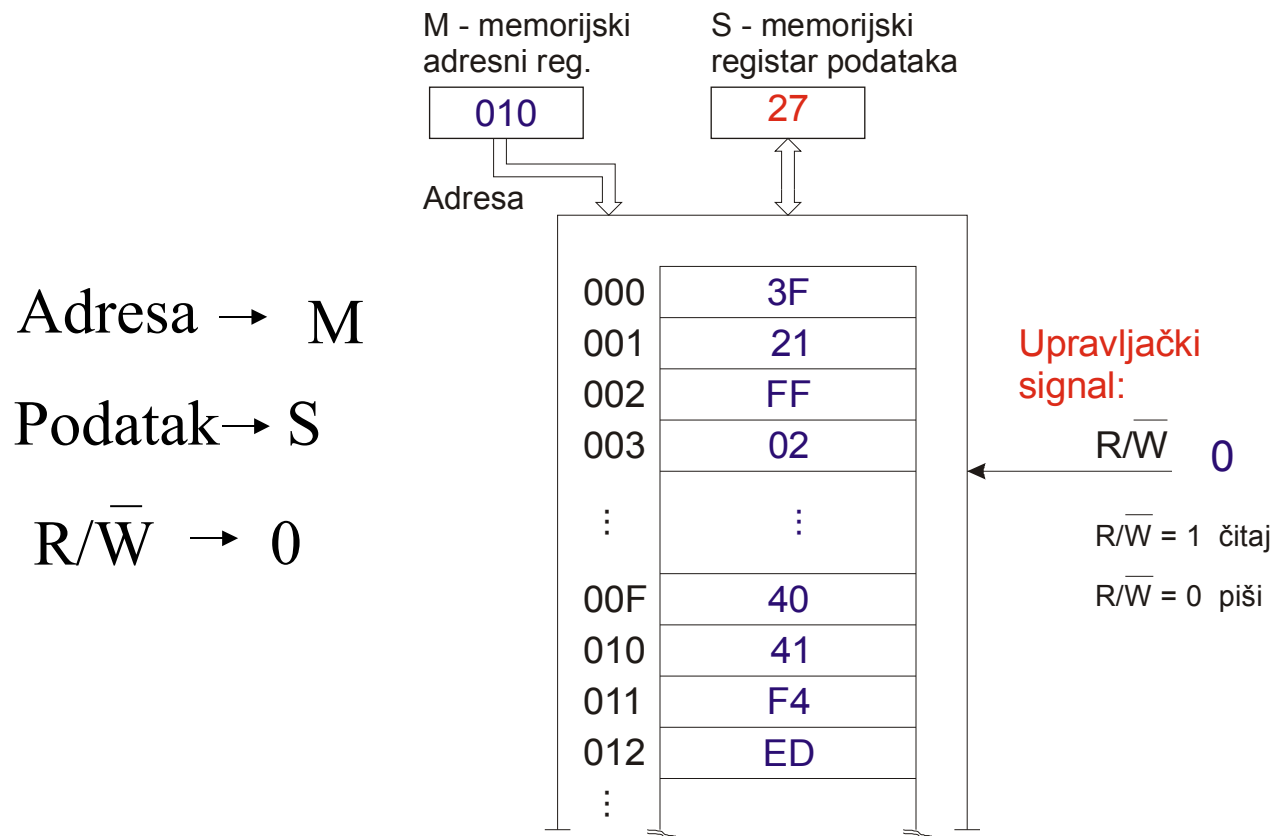 M - memorijski
adresni reg.
S - memorijski
registar podataka
010
27
Adresa
Adresa → M
Podatak → S
R/W̅ → 0
000 3F
001 21
002 FF
003 02
⋮ ⋮
00F 40
010 41
011 F4
012 ED
⋮
Upravljački
signal:
R/W̅ 0
R/W̅ = 1 čitaj
R/W̅ = 0 piši